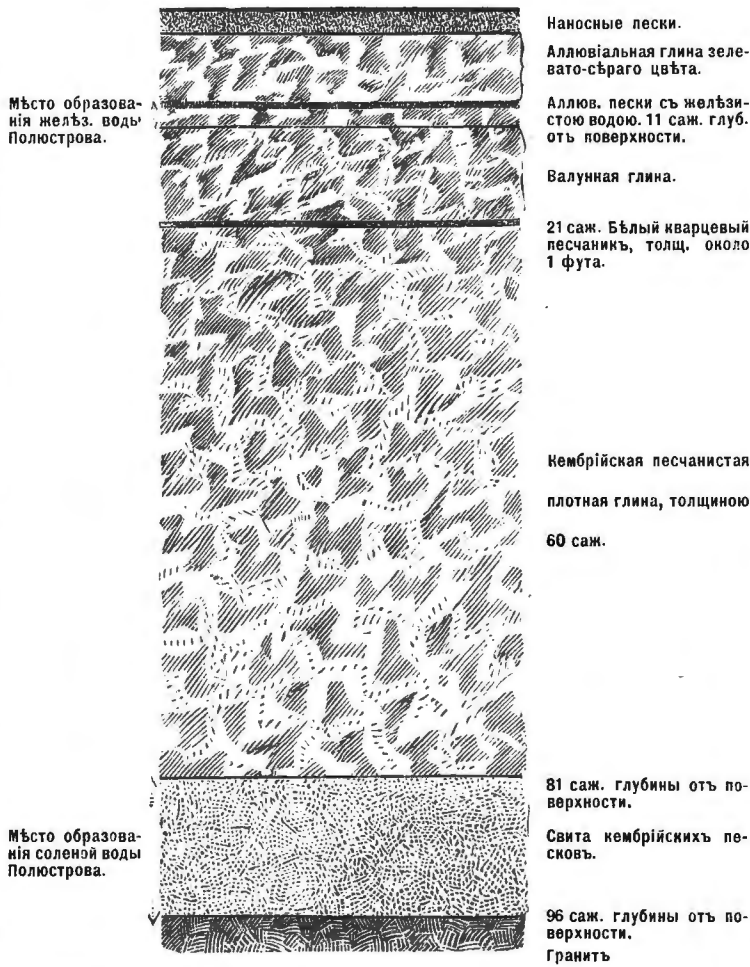 Наносные пески.
Аллювіальная глина зеле-
вато-сѣраго цвѣта.
Мѣсто образова-
нія желѣз. воды
Полюстрова.
Аллюв. пески съ желѣзи-
стою водою. 11 саж. глуб.
отъ поверхности.
Валунная глина.
21 саж. Бѣлый кварцевый
песчаникъ, толщ. около
1 фута.
Кембрійская песчанистая
плотная глина, толщиною
60 саж.
81 саж. глубины отъ по-
верхности.
Мѣсто образова-
нія соленой воды
Полюстрова.
Свита кембрійскихъ пе-
сковъ.
96 саж. глубины отъ по-
верхности.
Гранитъ